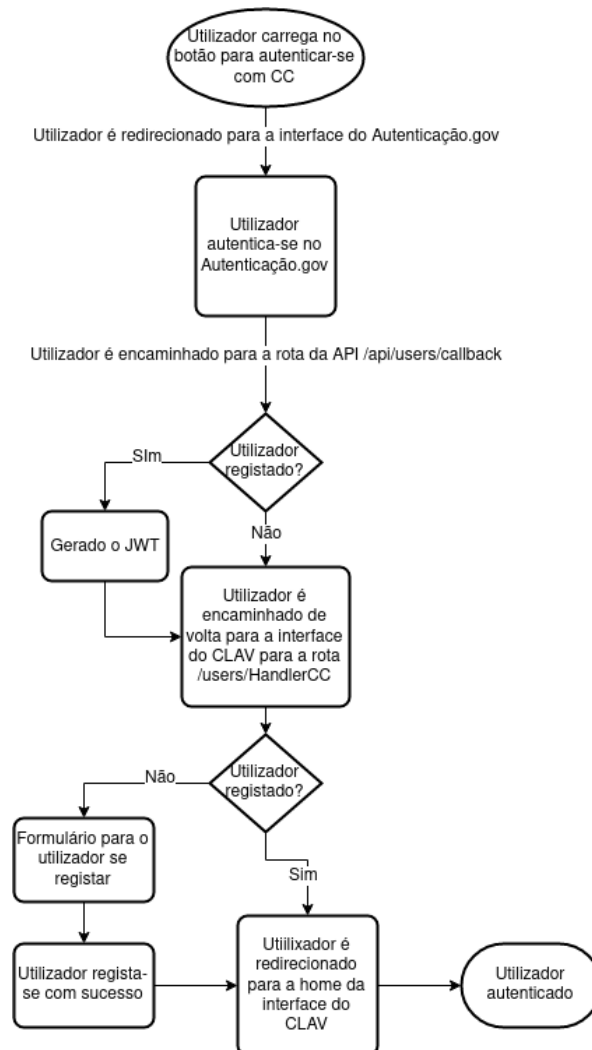 Utilizador carrega no
botão para autenticar-se
com CC
Utilizador é redirecionado para a interface do Autenticação.gov
Utilizador
autentica-se no
Autenticação.gov
Utilizador é encaminhado para a rota da API /api/users/callback
Utilizador
registado?
SIm
Gerado o JWT
Não
Utilizador é
encaminhado de
volta para a interface
do CLAV para a rota
/users/HandlerCC
Utilizador
registado?
Não
Formulário para o
utilizador se
registar
Sim
Utilizador regista-
se com sucesso
Utiilixador é
redirecionado
para a home da
interface do
CLAV
Utilizador
autenticado